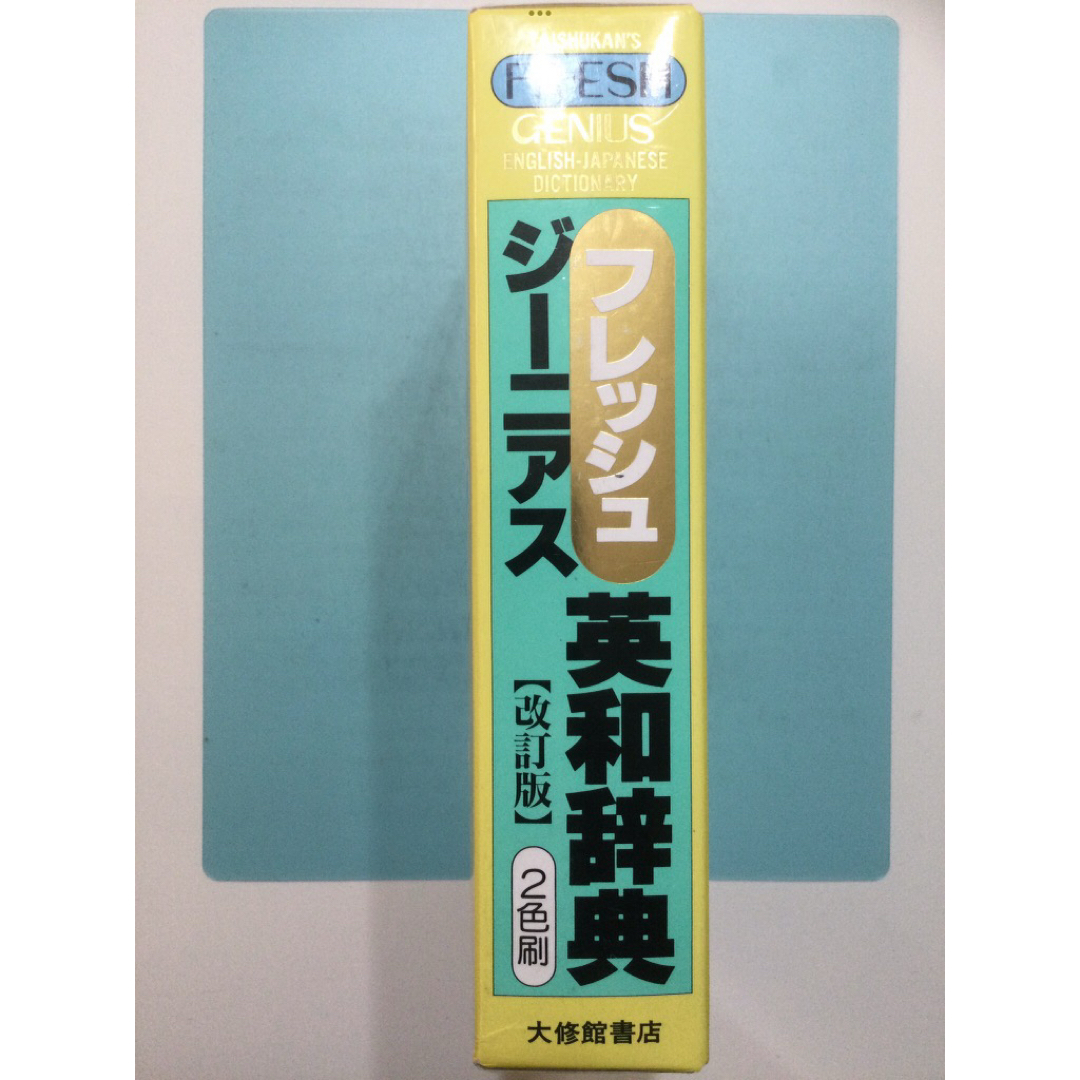 TAISHUKAN'S
FRESH
GENIUS
ENGLISH-JAPANESE
DICTIONARY
フレッシュ
ジーニアス
英和辞典
【改訂版】
2色刷
大修館書店